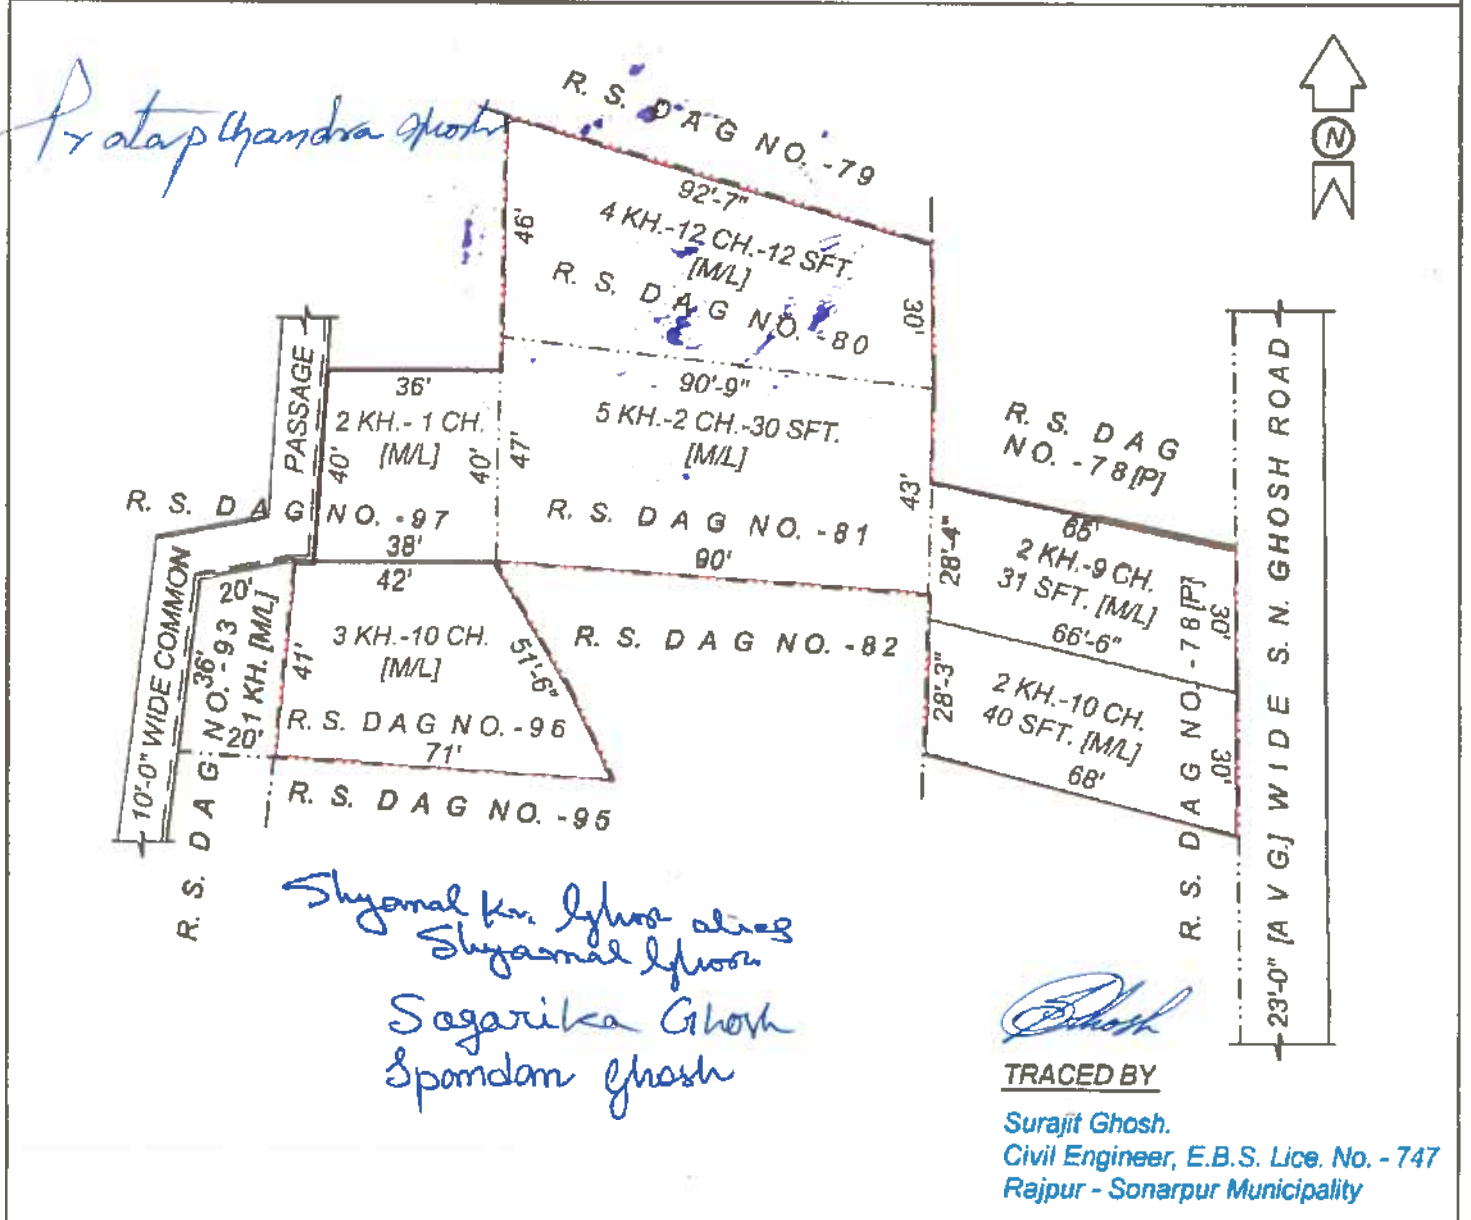 Pratap Chandra Ghosh
R. S. DAG NO. -79
92'-7"
4 KH.-12 CH.-12 SFT.
[M/L]
46'
30'
R. S. DAG NO. -80
90'-9"
5 KH.-2 CH.-30 SFT.
[M/L]
47'
43'
R. S. DAG NO. -81
90'
N
PASSAGE
36'
2 KH.- 1 CH.
[M/L]
40'
40'
R. S. DAG NO. -97
38'
42'
10'-0" WIDE COMMON
20'
36'
1 KH. [M/L]
20'
R. S. DAG NO. -93
41'
3 KH.-10 CH.
[M/L]
51'-6"
R. S. DAG NO. -96
71'
R. S. DAG NO. -95
R. S. DAG NO. -82
R. S. DAG
NO. -78[P]
28'-4"
2 KH.-9 CH.
31 SFT. [M/L]
66'-6"
30'
28'-3"
2 KH.-10 CH.
40 SFT. [M/L]
68'
30'
R. S. DAG NO. -78[P]
23'-0" [AVG.] WIDE S. N. GHOSH ROAD
Shyamal Kr. Ghosh alias
Shyamal Ghosh
Sagarika Ghosh
Spandan Ghosh
Ghosh
TRACED BY
Surajit Ghosh.
Civil Engineer, E.B.S. Lice. No. - 747
Rajpur - Sonarpur Municipality